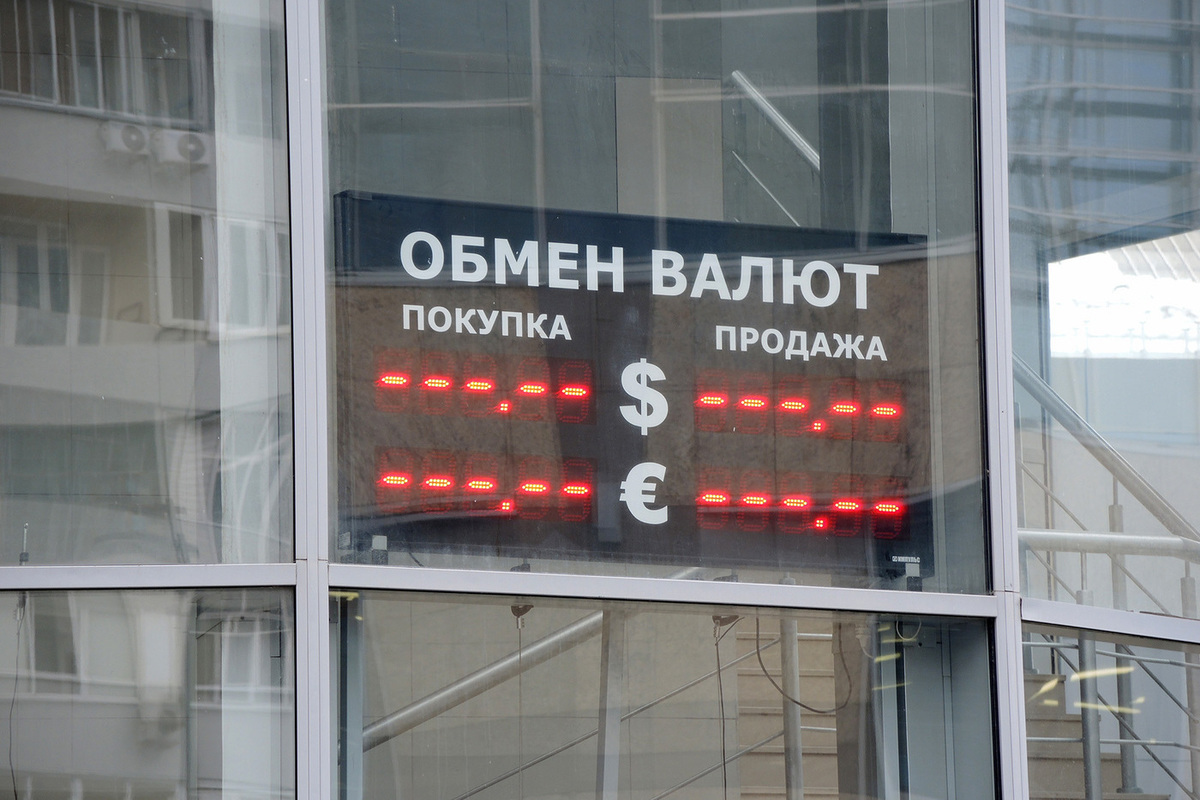 ОБМЕН ВАЛЮТ
ПОКУПКА ПРОДАЖА
---.-- $ ---.--
---.-- € ---.--